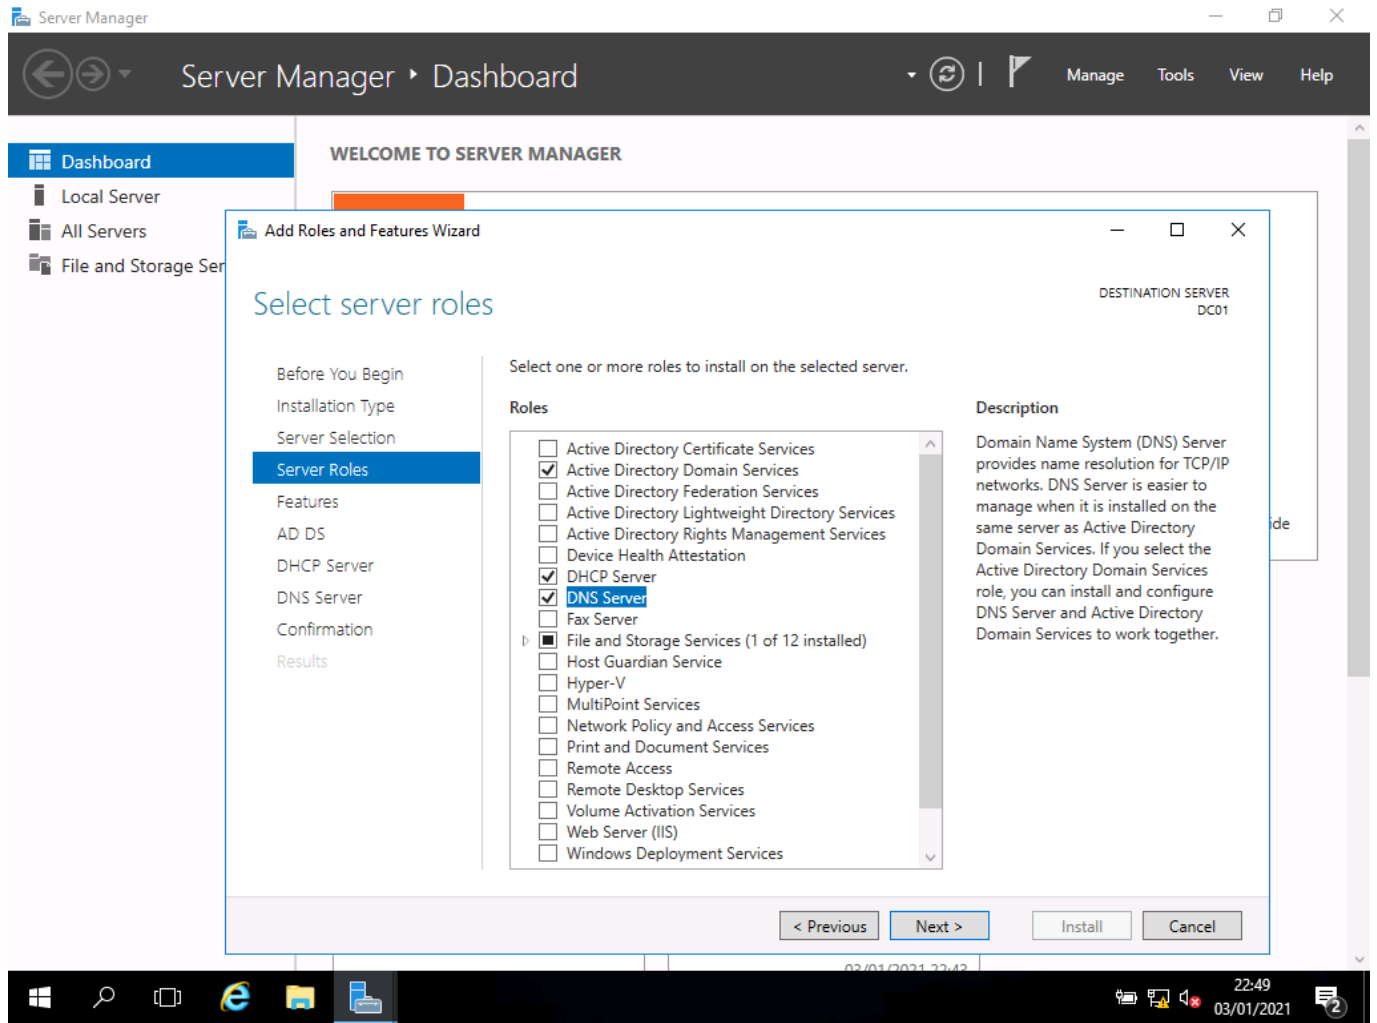 Server Manager
Server Manager ‣ Dashboard
Manage Tools View Help
Dashboard
Local Server
All Servers
File and Storage Ser
WELCOME TO SERVER MANAGER
Add Roles and Features Wizard
Select server roles
DESTINATION SERVER
DC01
Before You Begin
Installation Type
Server Selection
Server Roles
Features
AD DS
DHCP Server
DNS Server
Confirmation
Results
Select one or more roles to install on the selected server.
Roles
Active Directory Certificate Services
Active Directory Domain Services
Active Directory Federation Services
Active Directory Lightweight Directory Services
Active Directory Rights Management Services
Device Health Attestation
DHCP Server
DNS Server
Fax Server
File and Storage Services (1 of 12 installed)
Host Guardian Service
Hyper-V
MultiPoint Services
Network Policy and Access Services
Print and Document Services
Remote Access
Remote Desktop Services
Volume Activation Services
Web Server (IIS)
Windows Deployment Services
Description
Domain Name System (DNS) Server
provides name resolution for TCP/IP
networks. DNS Server is easier to
manage when it is installed on the
same server as Active Directory
Domain Services. If you select the
Active Directory Domain Services
role, you can install and configure
DNS Server and Active Directory
Domain Services to work together.
ide
< Previous
Next >
Install
Cancel
03/01/2021 22:43
22:49
03/01/2021
2